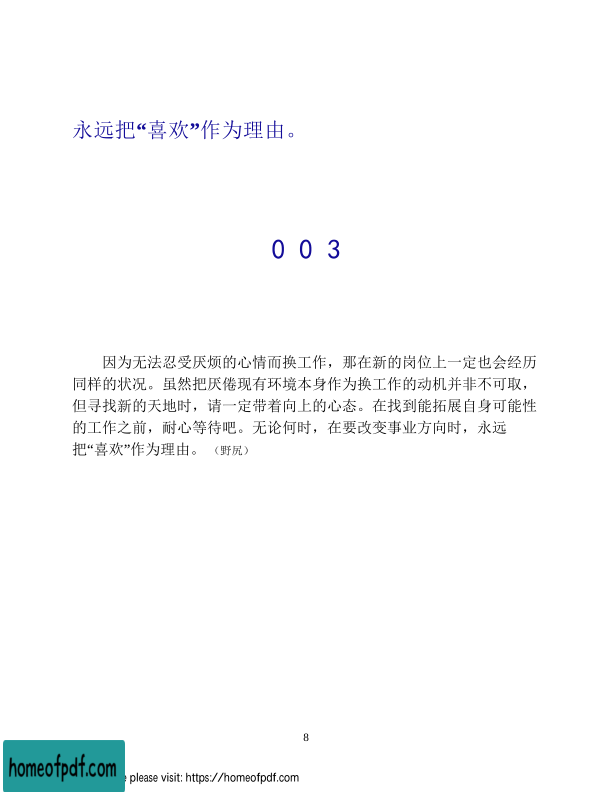 永远把“喜欢”作为理由。
003
因为无法忍受厌烦的心情而换工作，那在新的岗位上一定也会经历
同样的状况。虽然把厌倦现有环境本身作为换工作的动机并非不可取，
但寻找新的天地时，请一定带着向上的心态。在找到能拓展自身可能性
的工作之前，耐心等待吧。无论何时，在要改变事业方向时，永远
把“喜欢”作为理由。（野尻）
8
homeofpdf.com
e please visit: https://homeofpdf.com